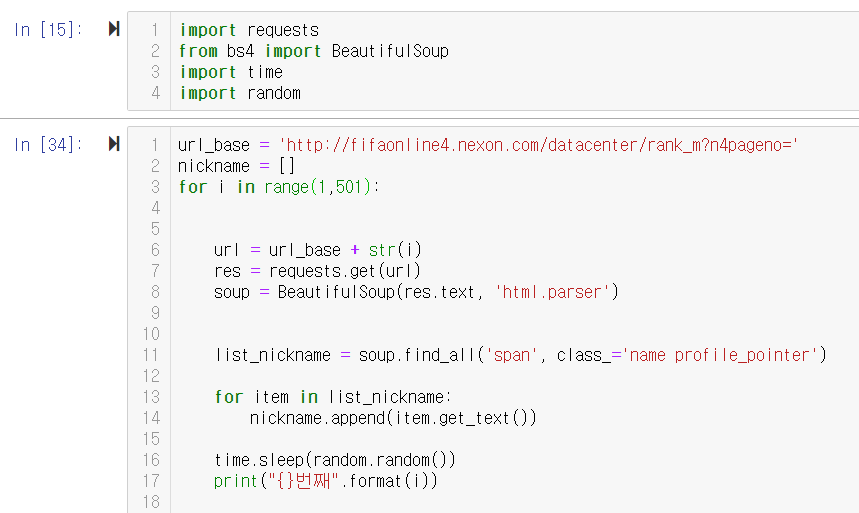 In [15]:
1 import requests
2 from bs4 import BeautifulSoup
3 import time
4 import random
In [34]:
1 url_base = 'http://fifaonline4.nexon.com/datacenter/rank_m?n4pageno='
2 nickname = []
3 for i in range(1,501):
4
5
6 url = url_base + str(i)
7 res = requests.get(url)
8 soup = BeautifulSoup(res.text, 'html.parser')
9
10
11 list_nickname = soup.find_all('span', class_='name profile_pointer')
12
13 for item in list_nickname:
14 nickname.append(item.get_text())
15
16 time.sleep(random.random())
17 print("{}번째".format(i))
18